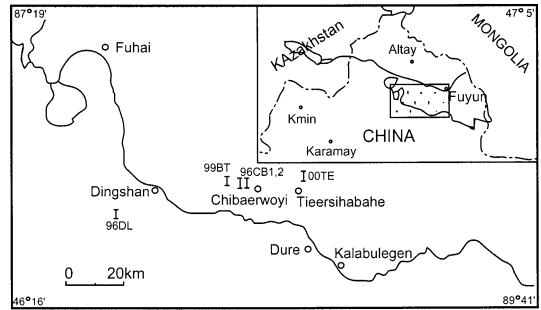 87°19'
47°5'
Fuhai
KAzakhstan
Altay
MONGOLIA
Fuyun
Kmin
CHINA
Karamay
99BT
96CB1,2
00TE
Dingshan
Chibaerwoyi
Tieersihabahe
96DL
Dure
Kalabulegen
0 20km
46°16'
89°41'